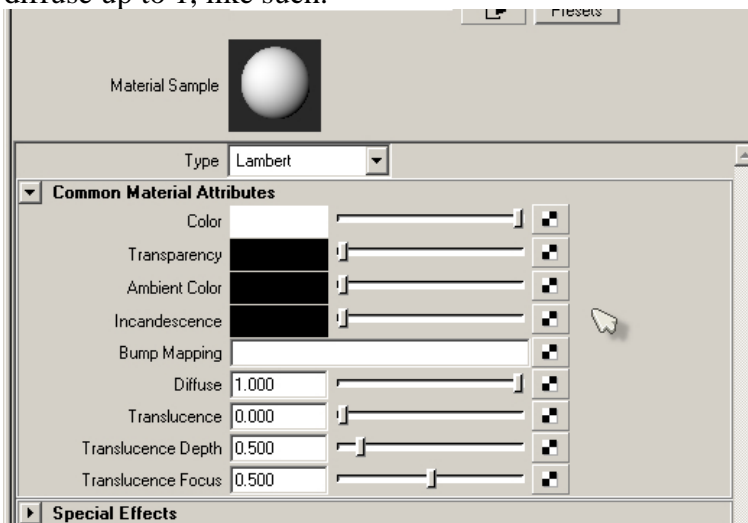 diffuse up to 1, like such:
Presets
Material Sample
Type Lambert
Common Material Attributes
Color
Transparency
Ambient Color
Incandescence
Bump Mapping
Diffuse 1.000
Translucence 0.000
Translucence Depth 0.500
Translucence Focus 0.500
Special Effects